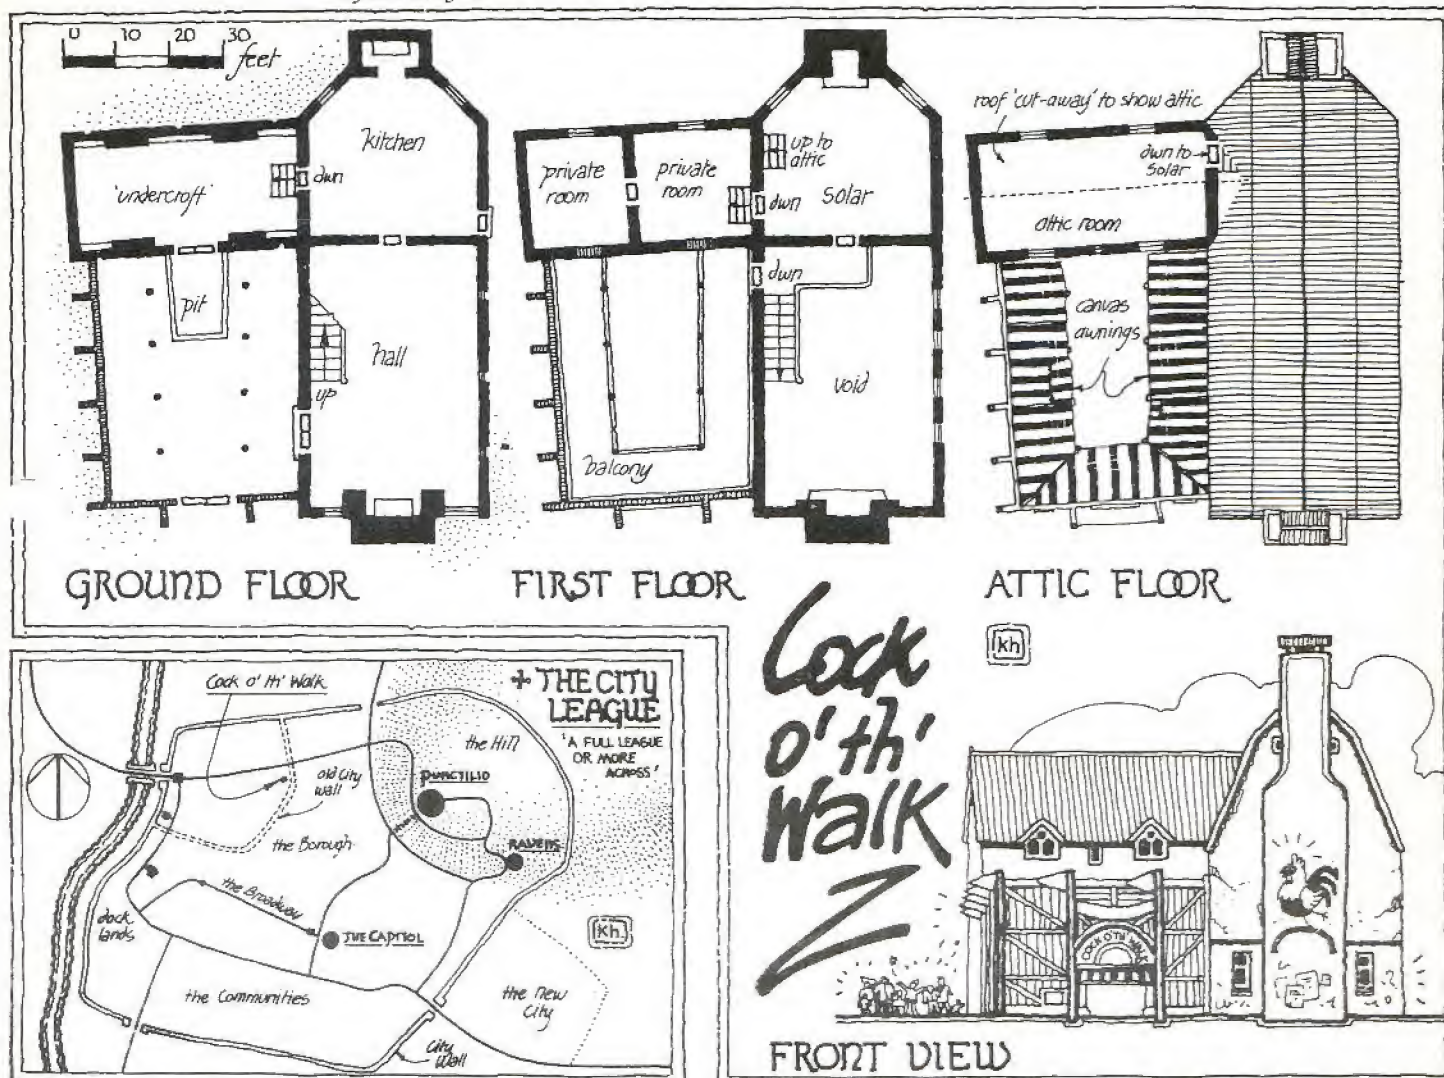 0 10 20 30
feet
kitchen
'undercroft'
dwn
pit
hall
up
GROUND FLOOR
private
room
private
room
up to
attic
solar
dwn
dwn
void
balcony
FIRST FLOOR
roof 'cut-away' to show attic
dwn to
solar
attic room
canvas
awnings
ATTIC FLOOR
Cock
o' th'
Walk
kh
COCK O' TH' WALK
FRONT VIEW
Cock o' th' Walk
THE CITY
LEAGUE
'A FULL LEAGUE
OR MORE
ACROSS'
the Hill
old City
wall
PUNCTILIO
the Borough
RAVENS
the Broadway
dock
lands
THE CAPITOL
kh
the Communities
the new
City
City
Wall